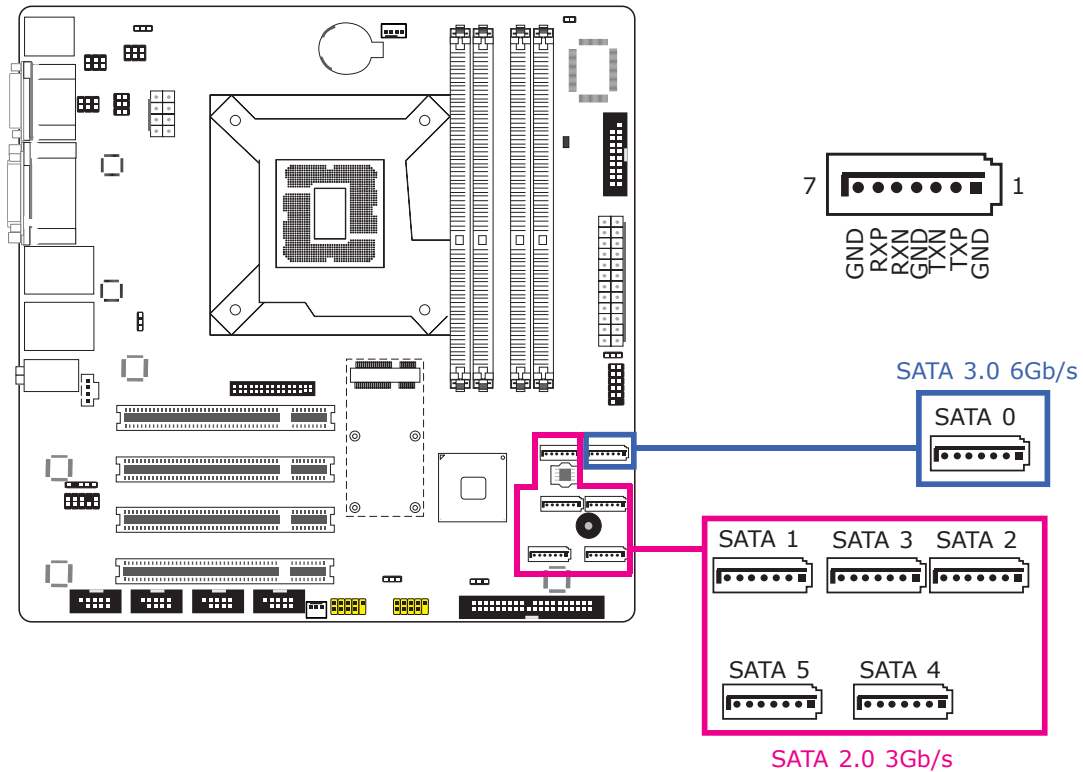 7 1
GND
RXP
RXN
GND
TXN
TXP
GND
SATA 3.0 6Gb/s
SATA 0
SATA 1 SATA 3 SATA 2
SATA 5 SATA 4
SATA 2.0 3Gb/s